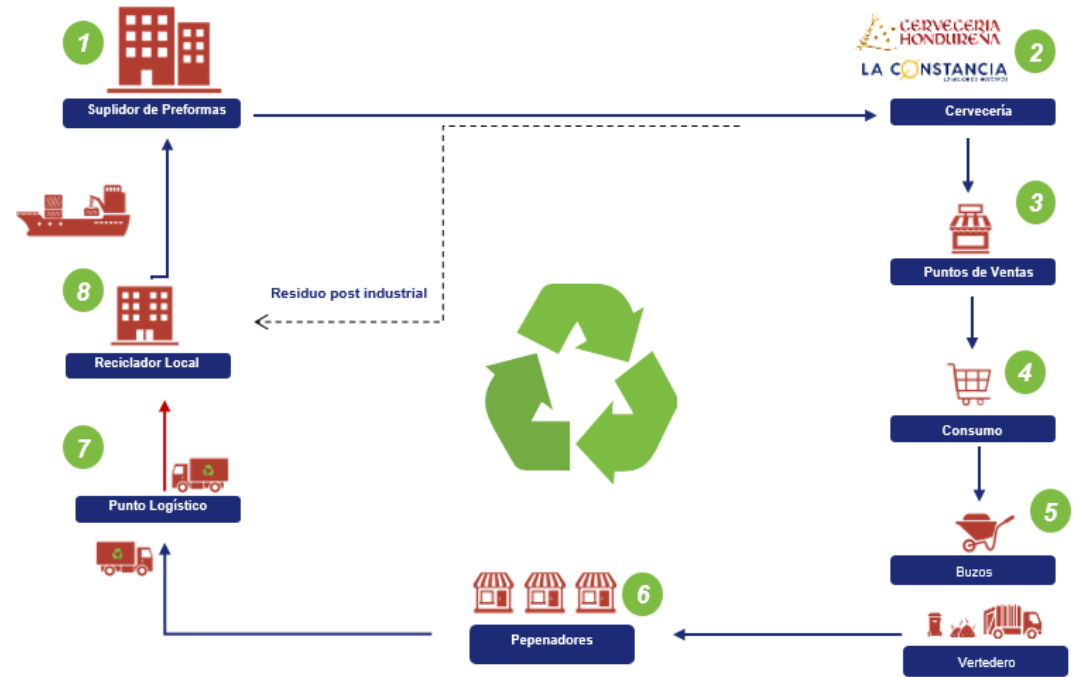 1
Suplidor de Preformas
CERVECERIA
HONDUREÑA
LA CONSTANCIA
2
Cervecería
3
Puntos de Ventas
4
Consumo
5
Buzos
Vertedero
6
Pepenadores
7
Punto Logístico
8
Reciclador Local
Residuo post industrial